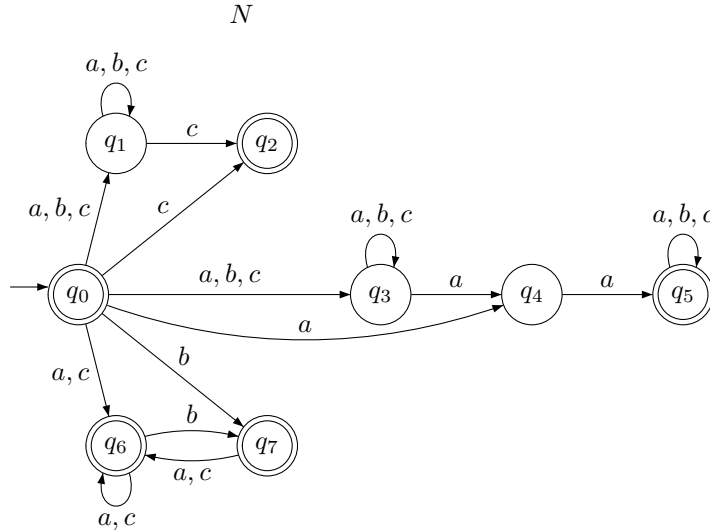 N
a, b, c
q1
c
q2
a, b, c
c
a, b, c
a, b, c
q0
a, b, c
q3
a
q4
a
q5
a
b
a, c
q6
b
q7
a, c
a, c